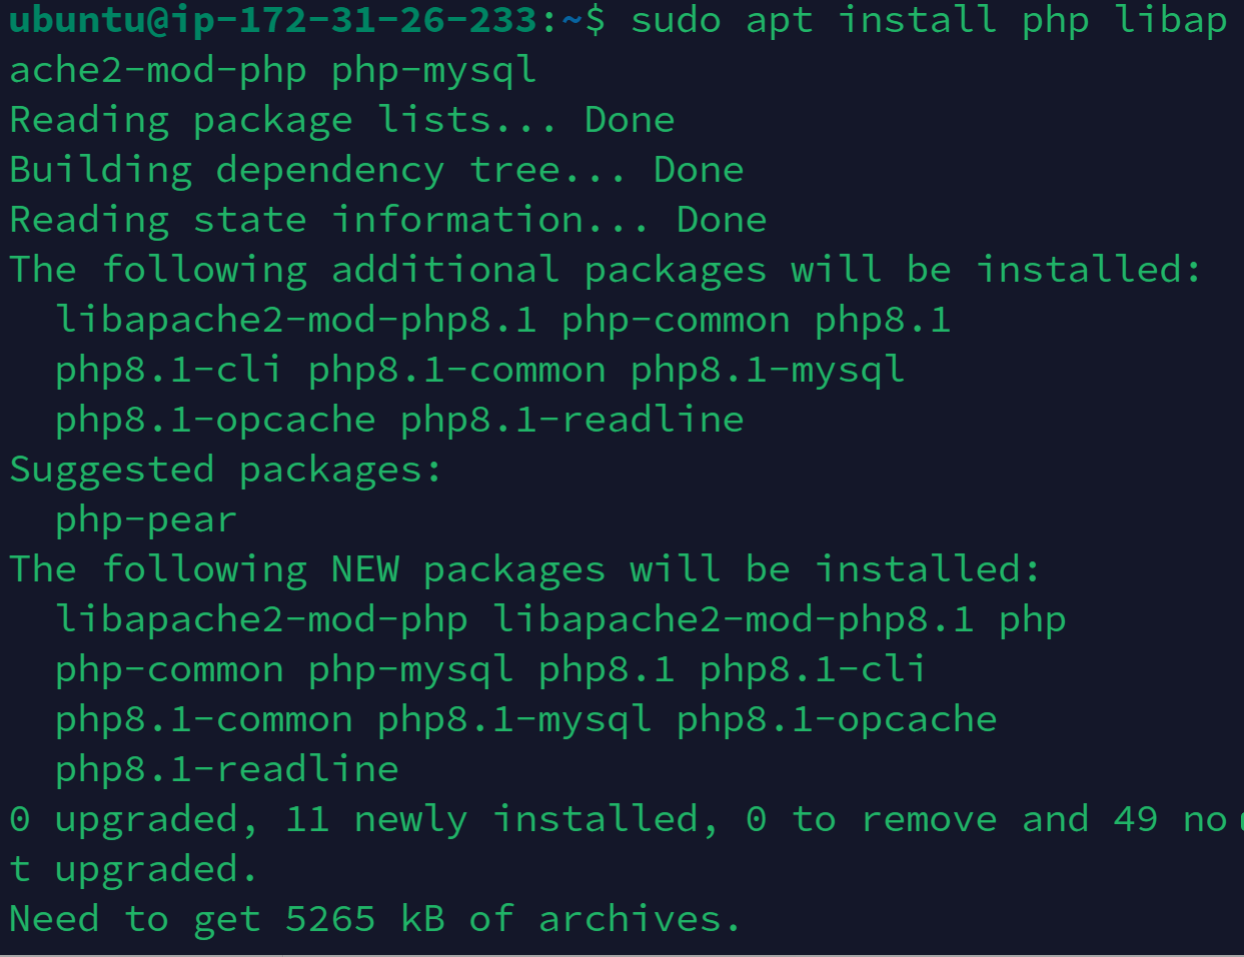 ubuntu@ip-172-31-26-233:~$ sudo apt install php libap
ache2-mod-php php-mysql
Reading package lists... Done
Building dependency tree... Done
Reading state information... Done
The following additional packages will be installed:
  libapache2-mod-php8.1 php-common php8.1
  php8.1-cli php8.1-common php8.1-mysql
  php8.1-opcache php8.1-readline
Suggested packages:
  php-pear
The following NEW packages will be installed:
  libapache2-mod-php libapache2-mod-php8.1 php
  php-common php-mysql php8.1 php8.1-cli
  php8.1-common php8.1-mysql php8.1-opcache
  php8.1-readline
0 upgraded, 11 newly installed, 0 to remove and 49 no
t upgraded.
Need to get 5265 kB of archives.